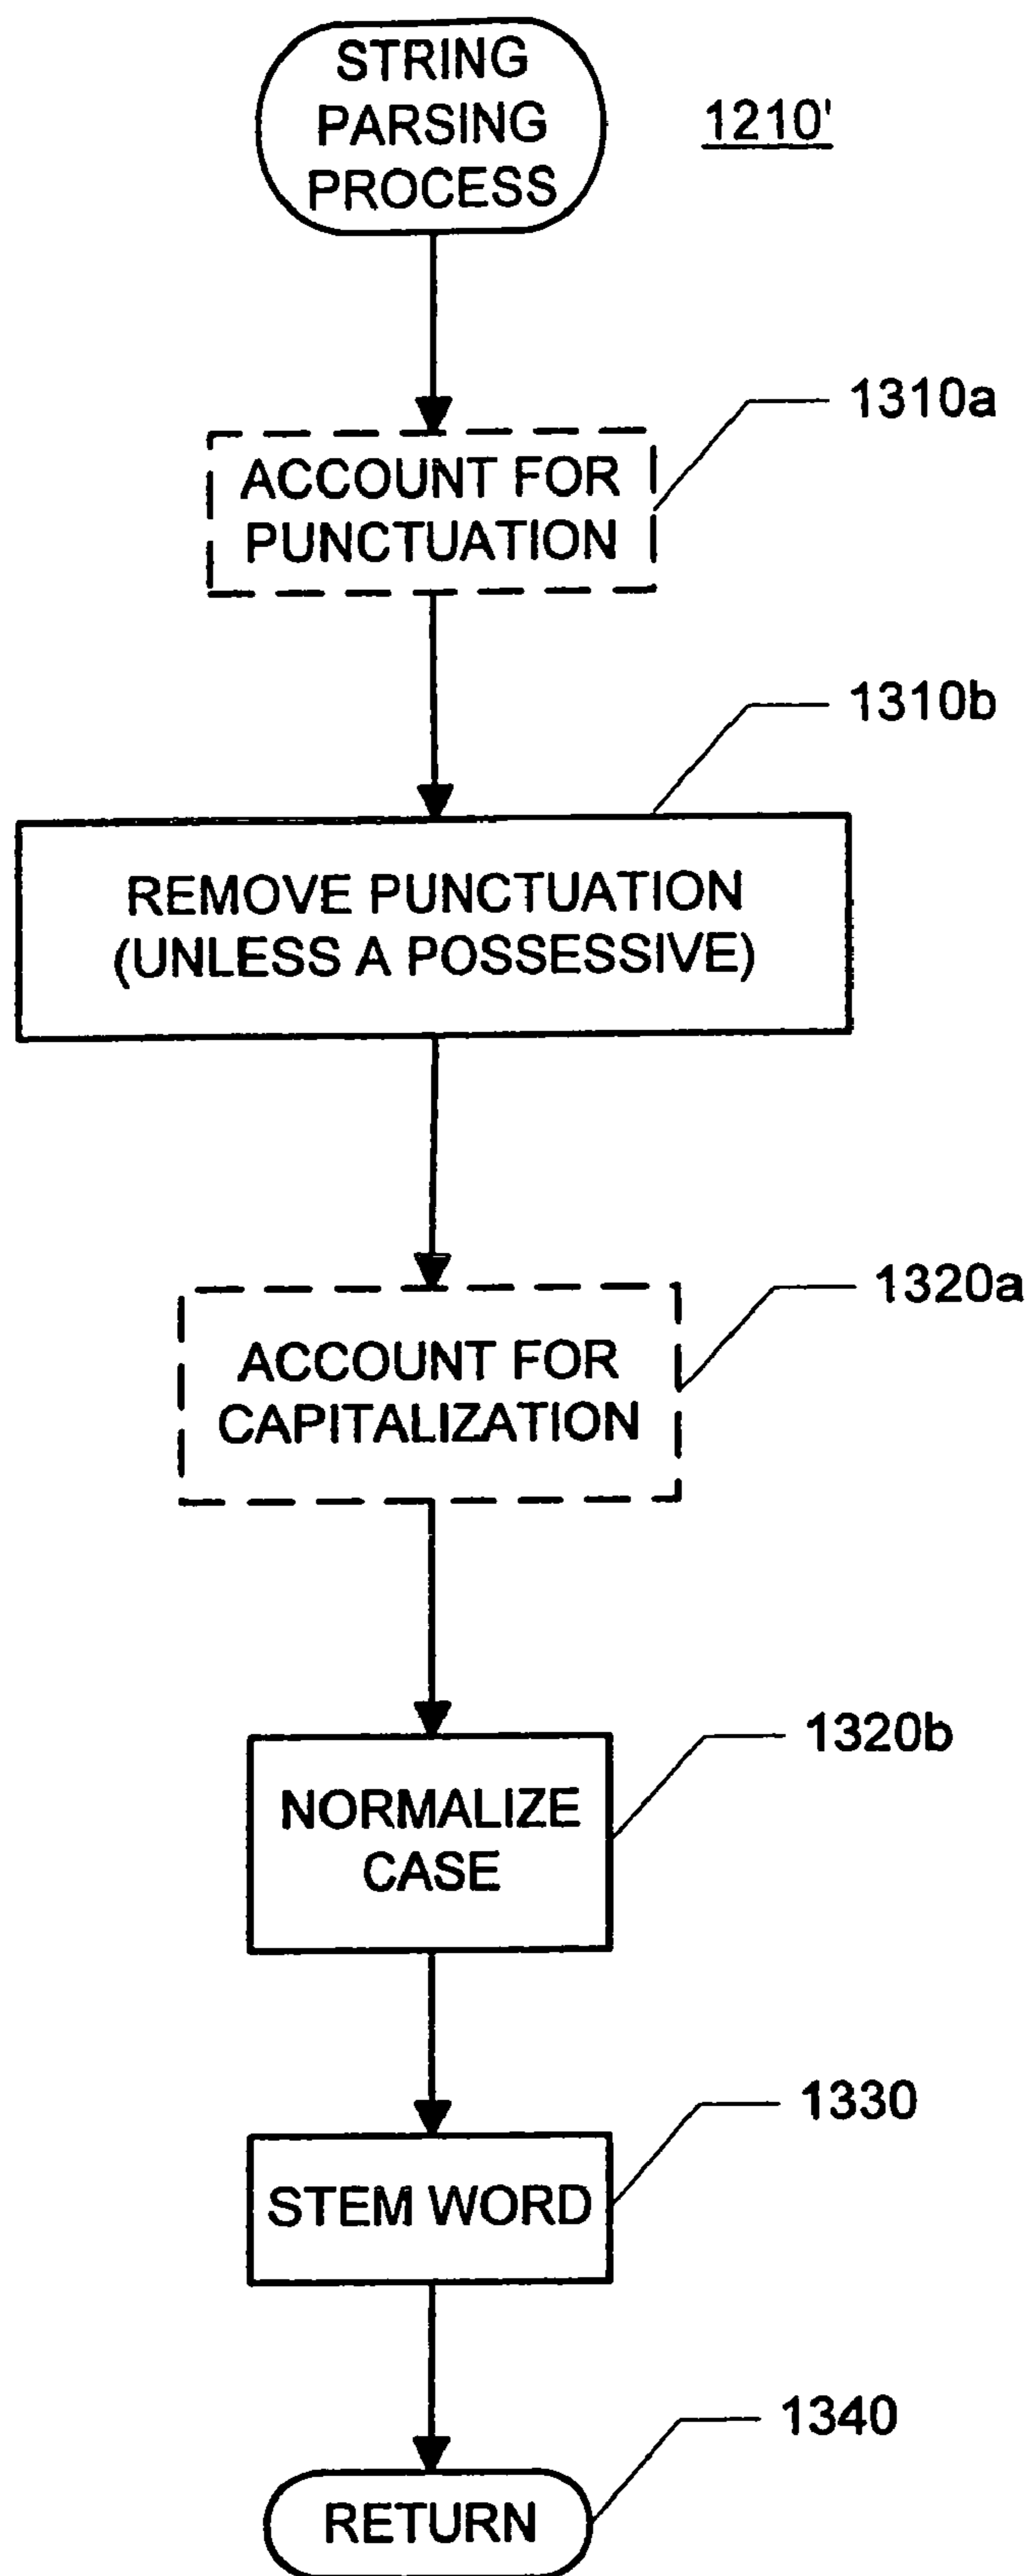 STRING
PARSING
PROCESS
1210'
1310a
ACCOUNT FOR
PUNCTUATION
1310b
REMOVE PUNCTUATION
(UNLESS A POSSESSIVE)
1320a
ACCOUNT FOR
CAPITALIZATION
1320b
NORMALIZE
CASE
1330
STEM WORD
1340
RETURN